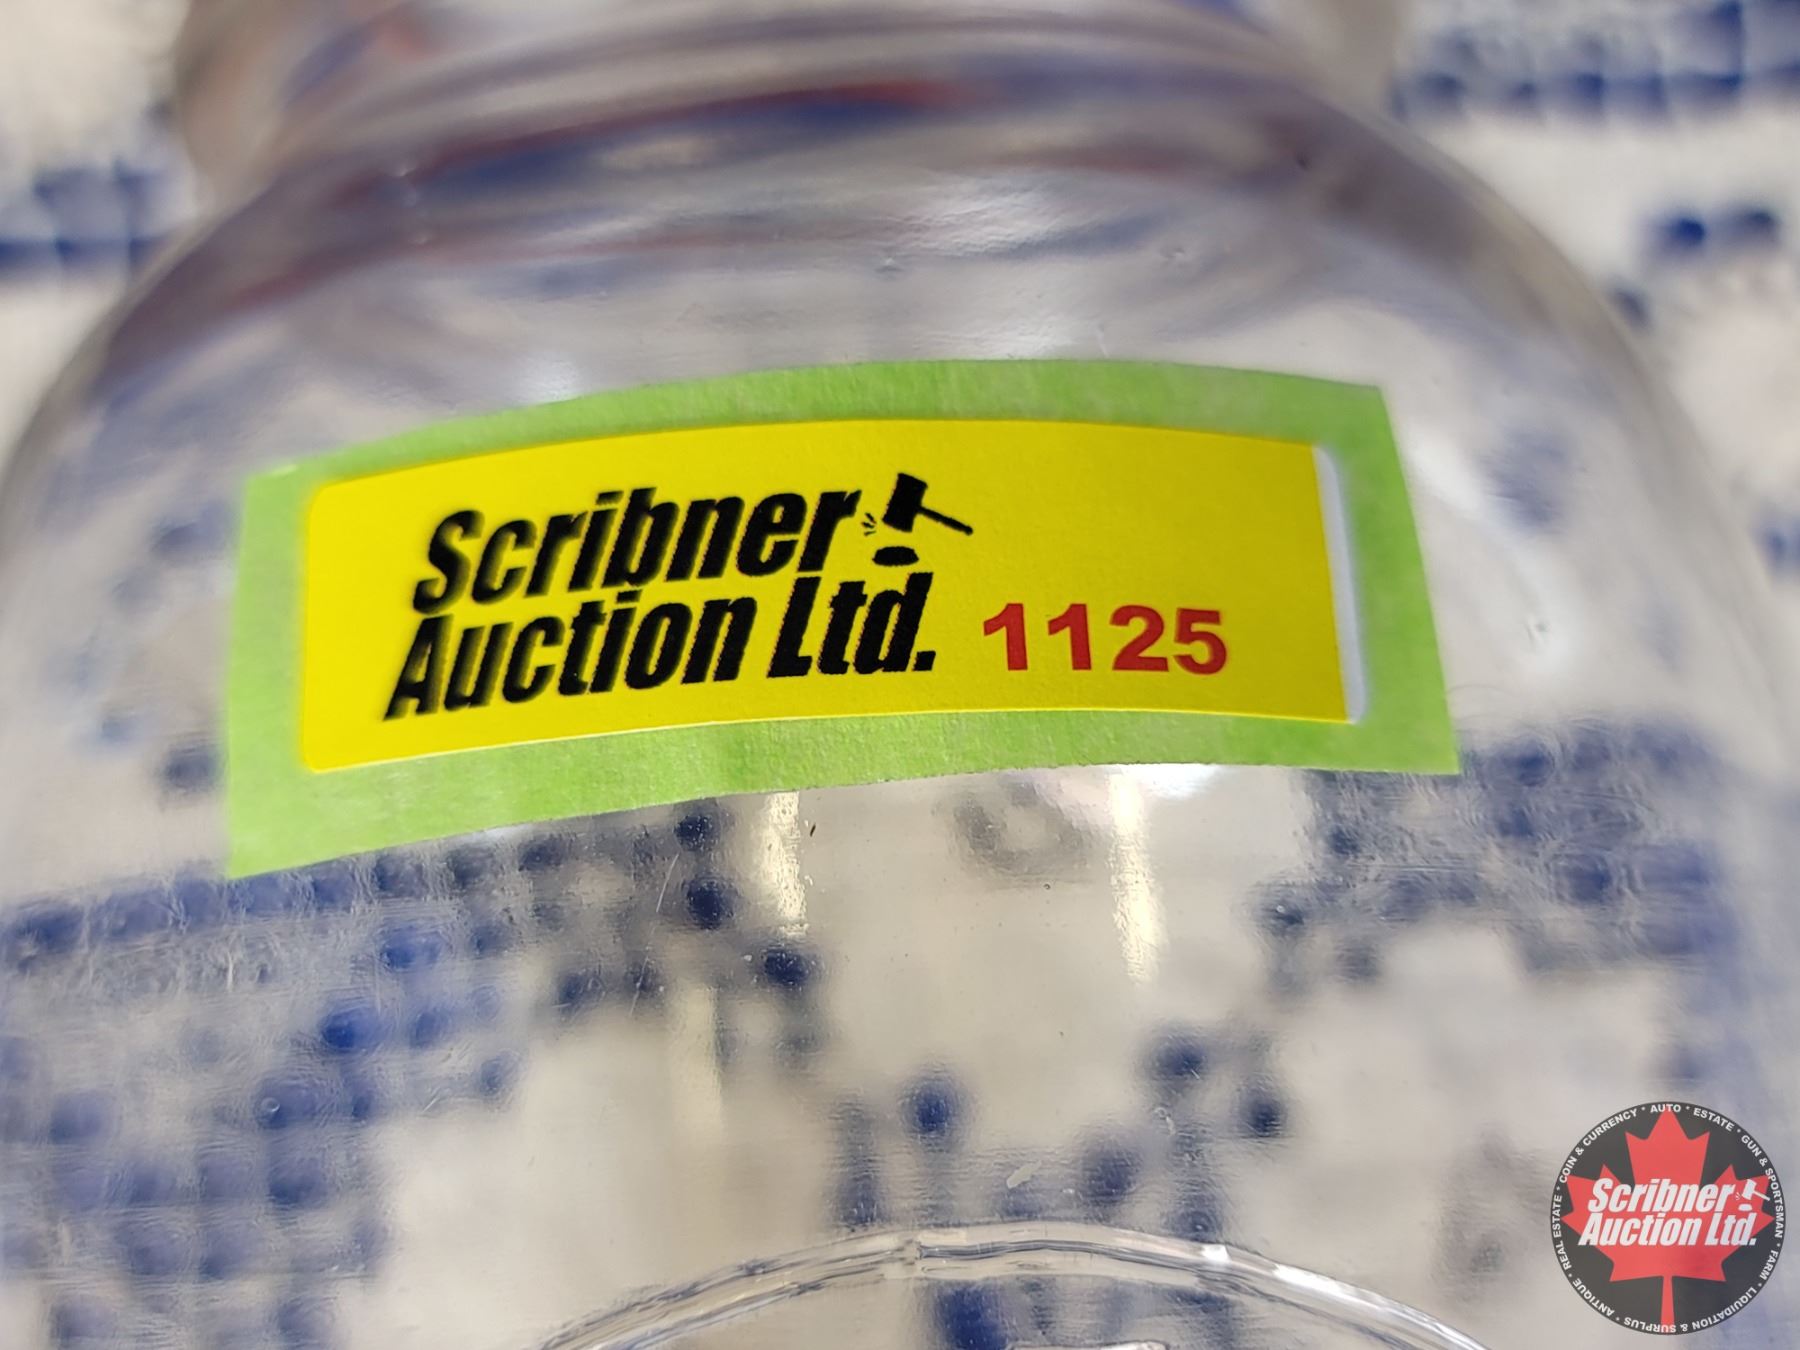 Scribner
Auction Ltd. 1125
COIN & CURRENCY * AUTO * ESTATE * GUN & SPORTSMAN * FARM * LIQUIDATION & SURPLUS * ANTIQUE * REAL ESTATE *
Scribner
Auction Ltd.